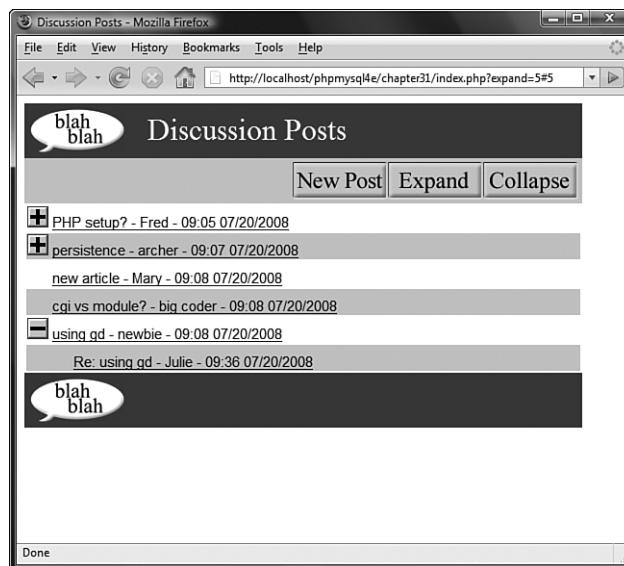 Discussion Posts - Mozilla Firefox
File Edit View History Bookmarks Tools Help
http://localhost/phpmysql4e/chapter31/index.php?expand=5#5
blah
blah
Discussion Posts
New Post Expand Collapse
PHP setup? - Fred - 09:05 07/20/2008
persistence - archer - 09:07 07/20/2008
new article - Mary - 09:08 07/20/2008
cgi vs module? - big coder - 09:08 07/20/2008
using gd - newbie - 09:08 07/20/2008
Re: using gd - Julie - 09:36 07/20/2008
blah
blah
Done